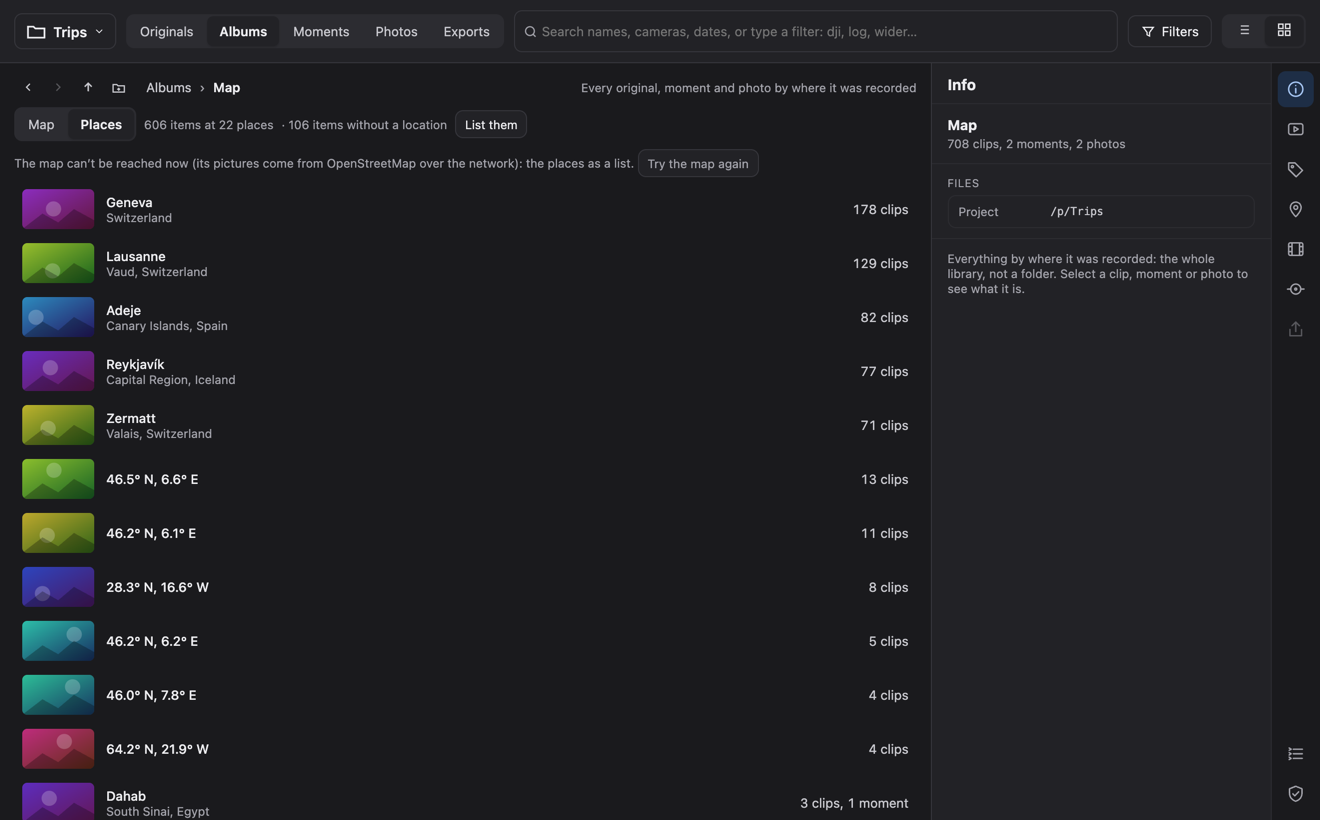 Trips
Originals
Albums
Moments
Photos
Exports
Search names, cameras, dates, or type a filter: dji, log, wider...
Filters
Albums › Map
Every original, moment and photo by where it was recorded
Map
Places
606 items at 22 places · 106 items without a location
List them
The map can’t be reached now (its pictures come from OpenStreetMap over the network): the places as a list.
Try the map again
Geneva
Switzerland
178 clips
Lausanne
Vaud, Switzerland
129 clips
Adeje
Canary Islands, Spain
82 clips
Reykjavík
Capital Region, Iceland
77 clips
Zermatt
Valais, Switzerland
71 clips
46.5° N, 6.6° E
13 clips
46.2° N, 6.1° E
11 clips
28.3° N, 16.6° W
8 clips
46.2° N, 6.2° E
5 clips
46.0° N, 7.8° E
4 clips
64.2° N, 21.9° W
4 clips
Dahab
South Sinai, Egypt
3 clips, 1 moment
Info
Map
708 clips, 2 moments, 2 photos
FILES
Project /p/Trips
Everything by where it was recorded: the whole
library, not a folder. Select a clip, moment or photo to
see what it is.